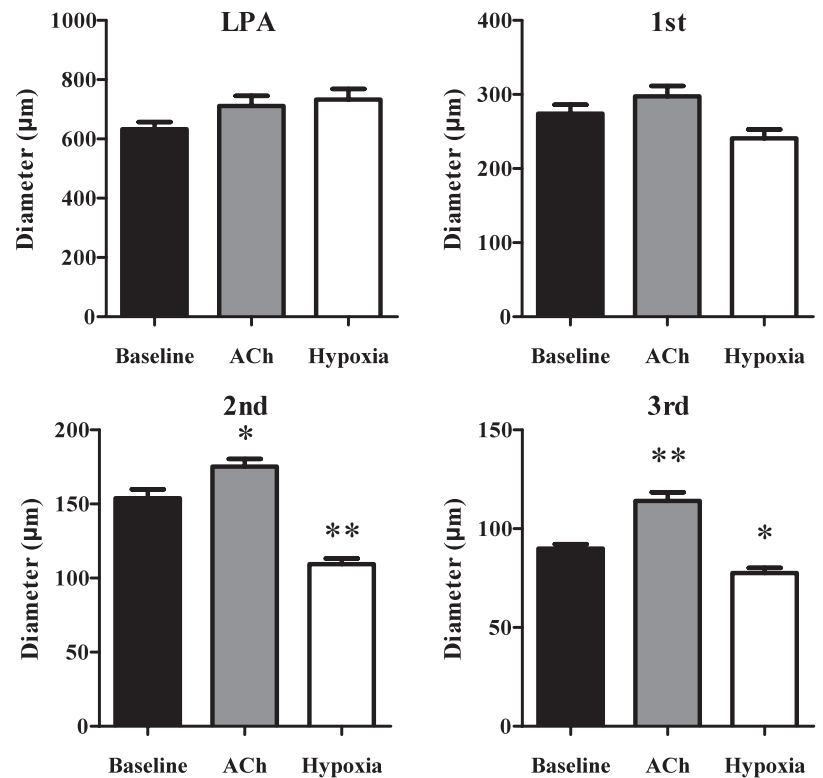 LPA
Diameter (µm)
1000
800
600
400
200
0
Baseline ACh Hypoxia
1st
Diameter (µm)
400
300
200
100
0
Baseline ACh Hypoxia
2nd
Diameter (µm)
200
150
100
50
0
*
**
Baseline ACh Hypoxia
3rd
Diameter (µm)
150
100
50
0
**
*
Baseline ACh Hypoxia